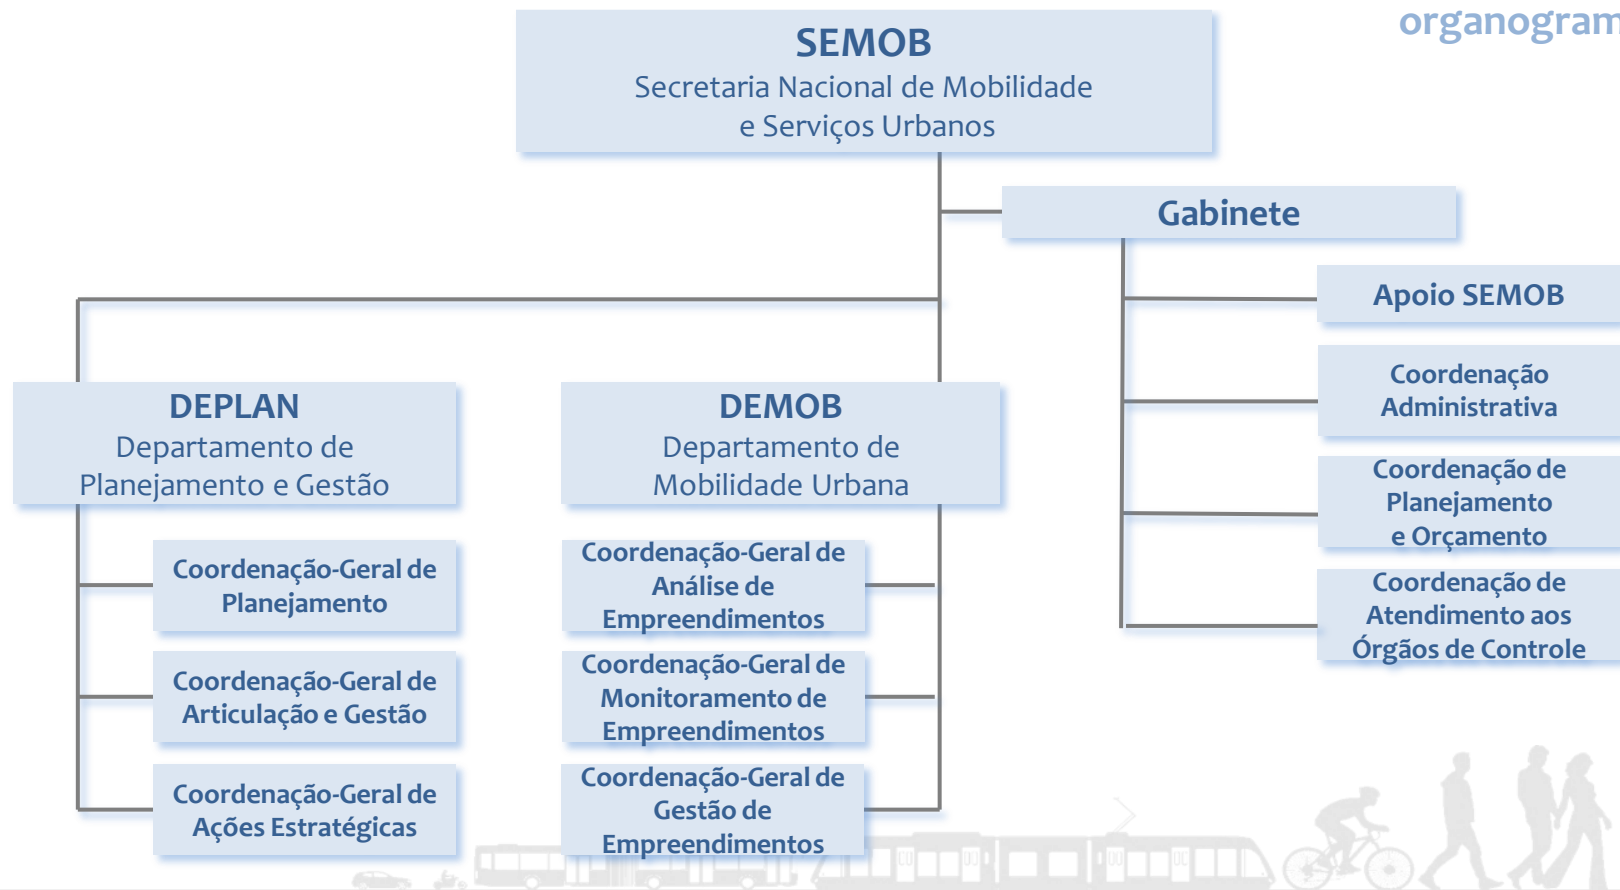 organogram
SEMOB
Secretaria Nacional de Mobilidade
e Serviços Urbanos
Gabinete
Apoio SEMOB
Coordenação
Administrativa
Coordenação de
Planejamento
e Orçamento
Coordenação de
Atendimento aos
Órgãos de Controle
DEPLAN
Departamento de
Planejamento e Gestão
Coordenação-Geral de
Planejamento
Coordenação-Geral de
Articulação e Gestão
Coordenação-Geral de
Ações Estratégicas
DEMOB
Departamento de
Mobilidade Urbana
Coordenação-Geral de
Análise de
Empreendimentos
Coordenação-Geral de
Monitoramento de
Empreendimentos
Coordenação-Geral de
Gestão de
Empreendimentos